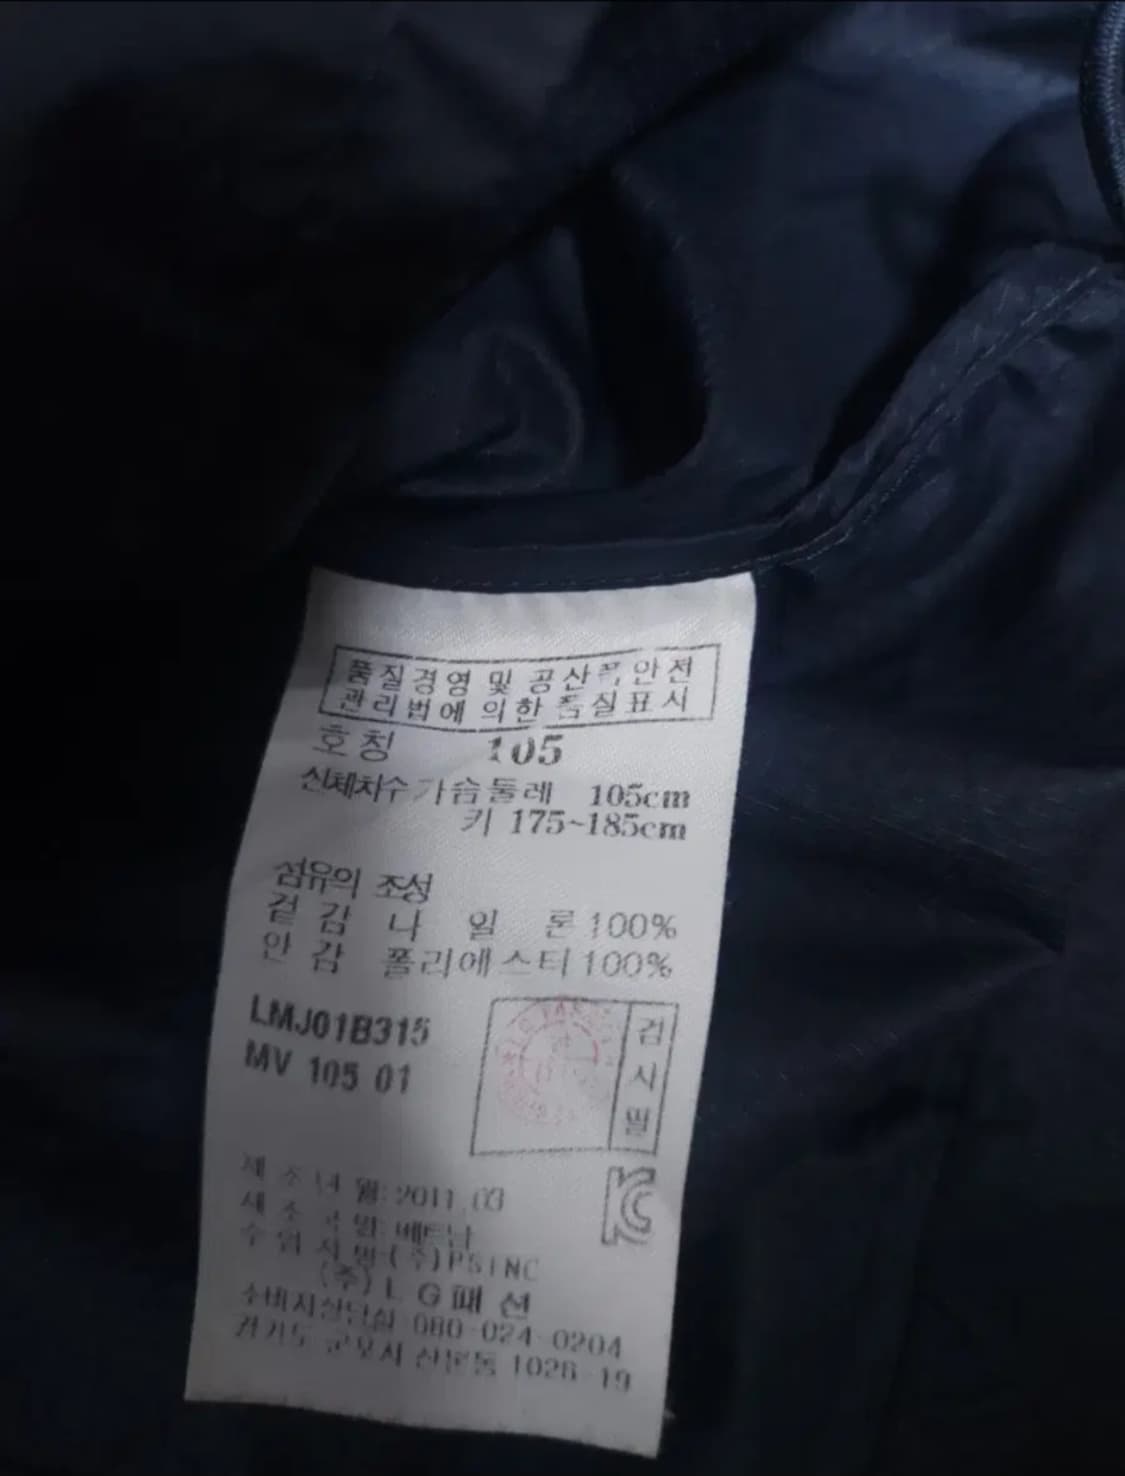 품질경영 및 공산품안전
관리법에 의한 품질표시
호칭 105
신체치수 가슴둘레 105cm
키 175~185cm
섬유의 조성
겉감 나일론 100%
안감 폴리에스터 100%
LMJ01B315
MV 105 01
검사필
제조년월: 2011.03
제조국명: 베트남
수입자명: (주)PSINC
(주)LG패션
소비자상담실 080-024-0204
경기도 군포시 산본동 1026-19
KC